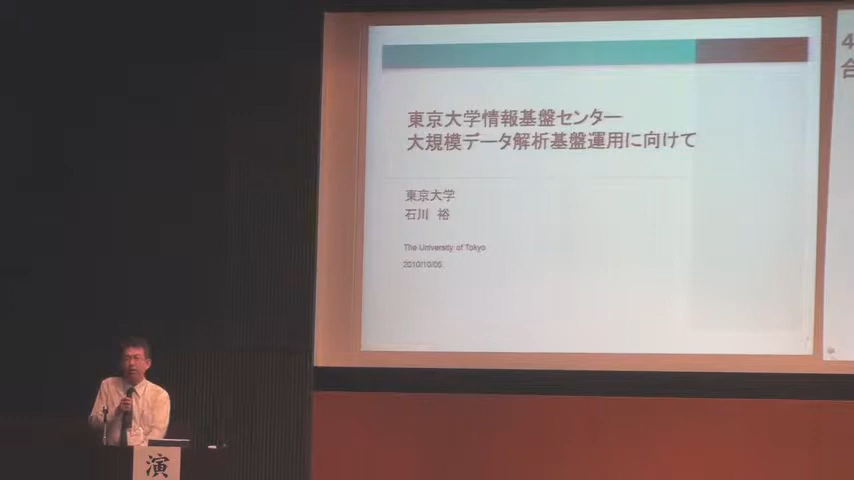 東京大学情報基盤センター
大規模データ解析基盤運用に向けて
東京大学
石川 裕
The University of Tokyo
2010/10/05
4
合
演